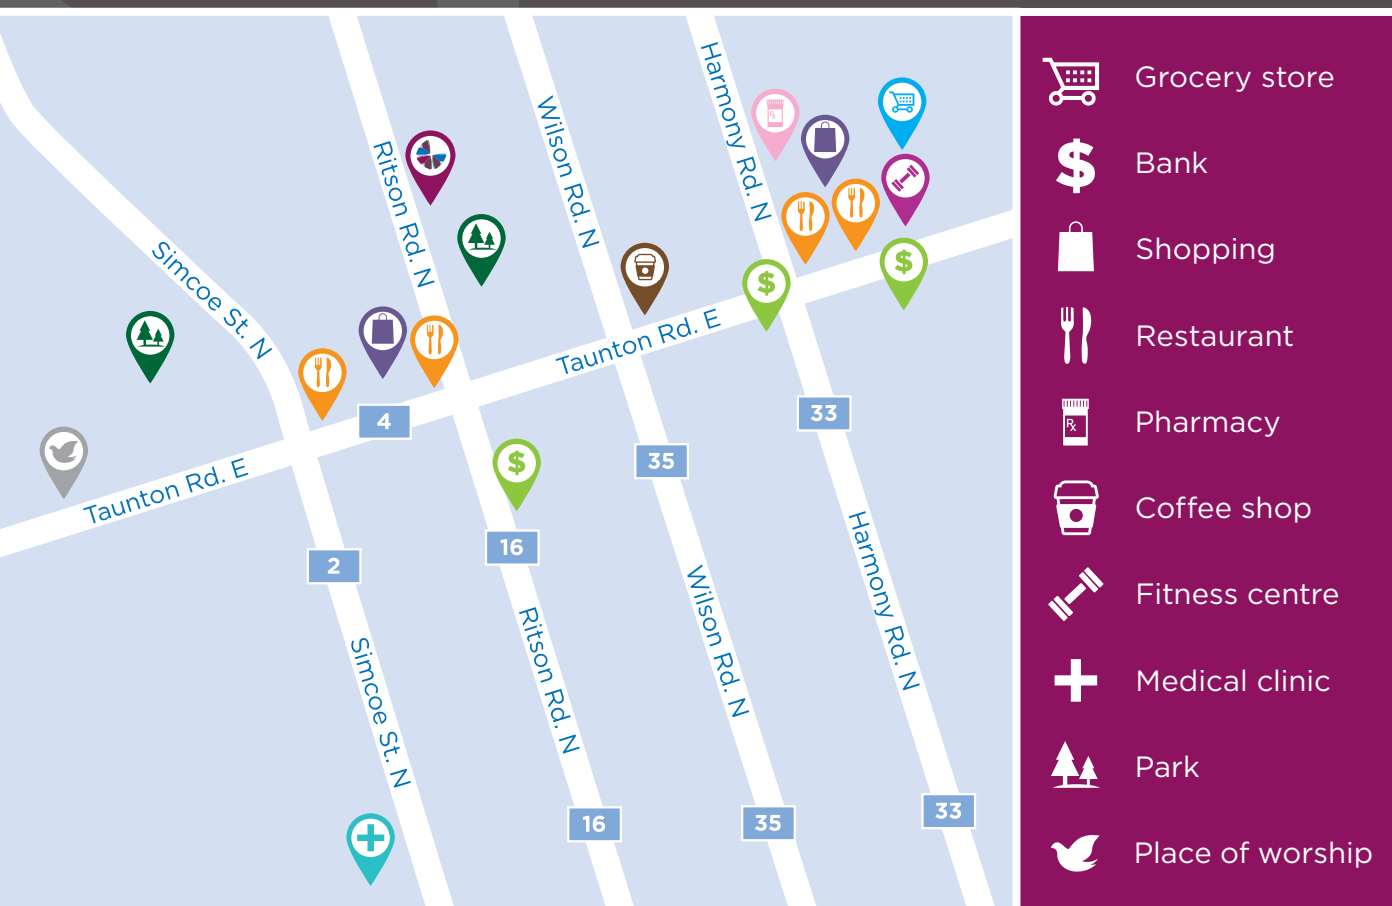 Harmony Rd. N
Wilson Rd. N
Ritson Rd. N
Simcoe St. N
Rx
$
$
Taunton Rd. E
4
33
35
$
Taunton Rd. E
16
2
Harmony Rd. N
Wilson Rd. N
Ritson Rd. N
Simcoe St. N
33
16
35
Grocery store
$ Bank
Shopping
Restaurant
Rx Pharmacy
Coffee shop
Fitness centre
Medical clinic
Park
Place of worship